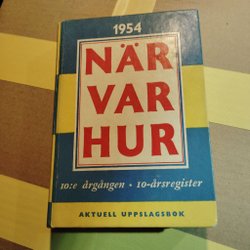 1954
NÄR
VAR
HUR
10:e årgången • 10-årsregister
AKTUELL UPPSLAGSBOK